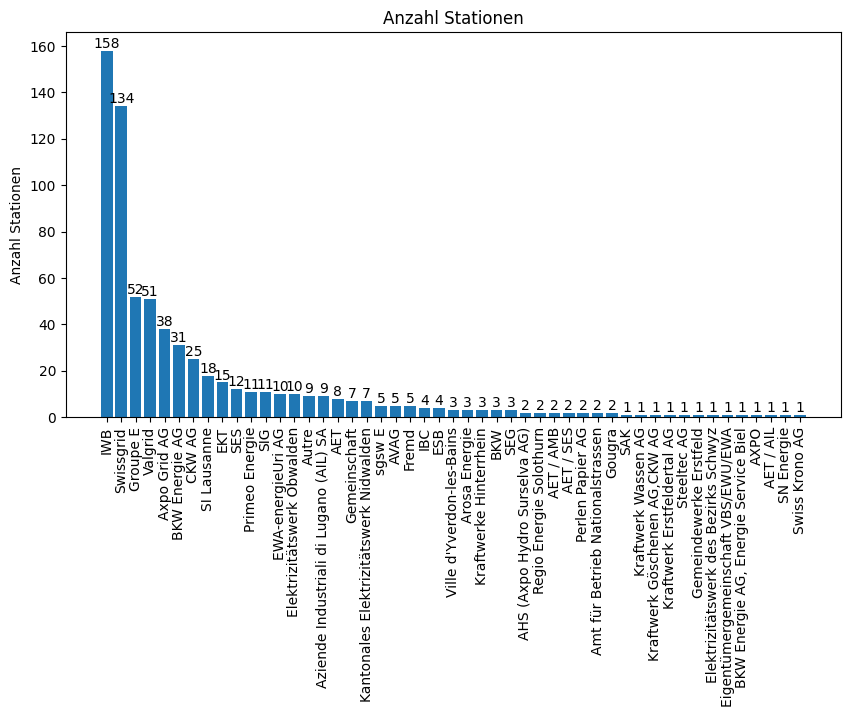 Anzahl Stationen
Anzahl Stationen
160
140
120
100
80
60
40
20
0
158
134
52
51
38
31
25
18
15
12
11
11
10
10
9
9
8
7
7
5
5
5
4
4
3
3
3
3
3
2
2
2
2
2
2
2
1
1
1
1
1
1
1
1
1
1
1
1
1
IWB
Swissgrid
Groupe E
Valgrid
Axpo Grid AG
BKW Energie AG
CKW AG
SI Lausanne
EKT
SES
Primeo Energie
SIG
EWA-energieUri AG
Elektrizitätswerk Obwalden
Autre
Aziende Industriali di Lugano (AIL) SA
AET
Gemeinschaft
Kantonales Elektrizitätswerk Nidwalden
sgsw E
AVAG
Fremd
IBC
ESB
Ville d'Yverdon-les-Bains
Arosa Energie
Kraftwerke Hinterrhein
BKW
SEG
AHS (Axpo Hydro Surselva AG)
Regio Energie Solothurn
AET / AMB
AET / SES
Perlen Papier AG
Amt für Betrieb Nationalstrassen
Gougra
SAK
Kraftwerk Wassen AG
Kraftwerk Göschenen AG,CKW AG
Kraftwerk Erstfeldertal AG
Steeltec AG
Gemeindewerke Erstfeld
Elektrizitätswerk des Bezirks Schwyz
Eigentümergemeinschaft VBS/EWU/EWA
BKW Energie AG, Energie Service Biel
AXPO
AET / AIL
SN Energie
Swiss Krono AG